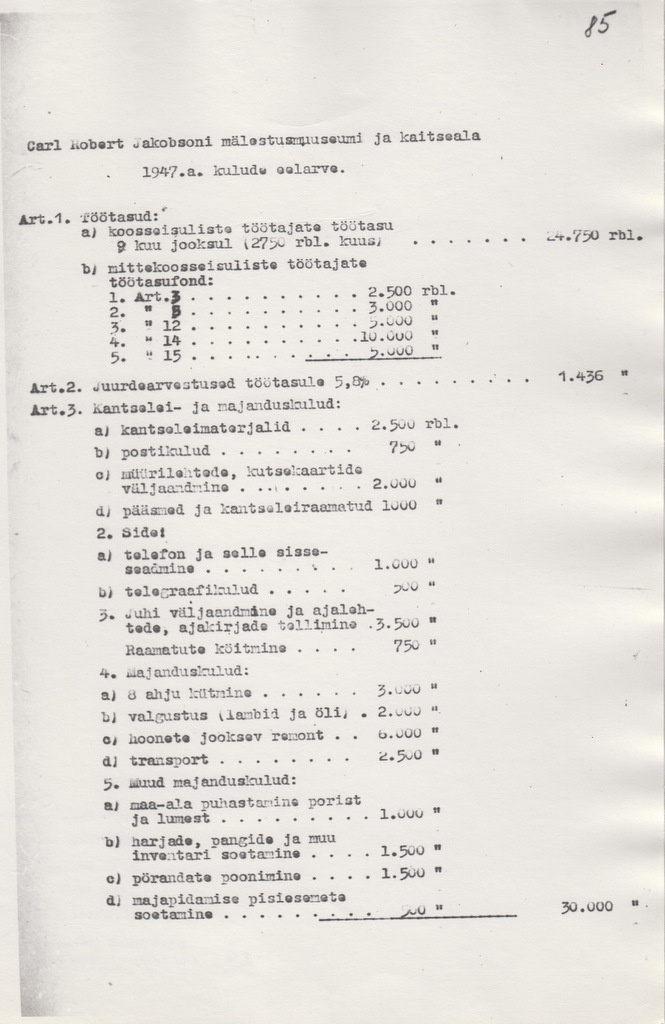 85
Carl Robert Jakobsoni mälestusmuuseumi ja kaitseala
1947.a. kulude eelarve.
Art.1. Töötasud:
a) koosseisuliste töötajate töötasu
9 kuu jooksul (2750 rbl. kuus) . . . . . . . 24.750 rbl.
b) mittekoosseisuliste töötajate
töötasufond:
1. Art.3 . . . . . . . . . . 2.500 rbl.
2. " 8 . . . . . . . . . . 3.000 "
3. " 12 . . . . . . . . . . 5.000 "
4. " 14 . . . . . . . . . .10.000 "
5. " 15 . . . . . . . . . . 5.000 "
Art.2. Juurdearvestused töötasule 5,8% . . . . . . . . . 1.436 "
Art.3. Kantselei- ja majanduskulud:
a) kantseleimaterjalid . . . . 2.500 rbl.
b) postikulud . . . . . . . . 750 "
c) müürilehtede, kutsekaartide
väljaandmine . . . . . . . 2.000 "
d) pääsmed ja kantseleiraamatud 1000 "
2. Side:
a) telefon ja selle sisse-
seadmine . . . . . . . . . 1.000 "
b) telegraafikulud . . . . . 500 "
3. Juhi väljaandmine ja ajaleh-
tede, ajakirjade tellimine .3.500 "
Raamatute köitmine . . . . 750 "
4. Majanduskulud:
a) 8 ahju kütmine . . . . . . 3.000 "
b) valgustus (lambid ja õli) . 2.000 "
c) hoonete jooksev remont . . 6.000 "
d) transport . . . . . . . . 2.500 "
5. Muud majanduskulud:
a) maa-ala puhastamine porist
ja lumest . . . . . . . . . 1.000 "
b) harjade, pangide ja muu
inventari soetamine . . . . 1.500 "
c) põrandate poonimine . . . . 1.500 "
d) majapidamise pisiesemete
soetamine . . . . . . . . . 500 " 30.000 "